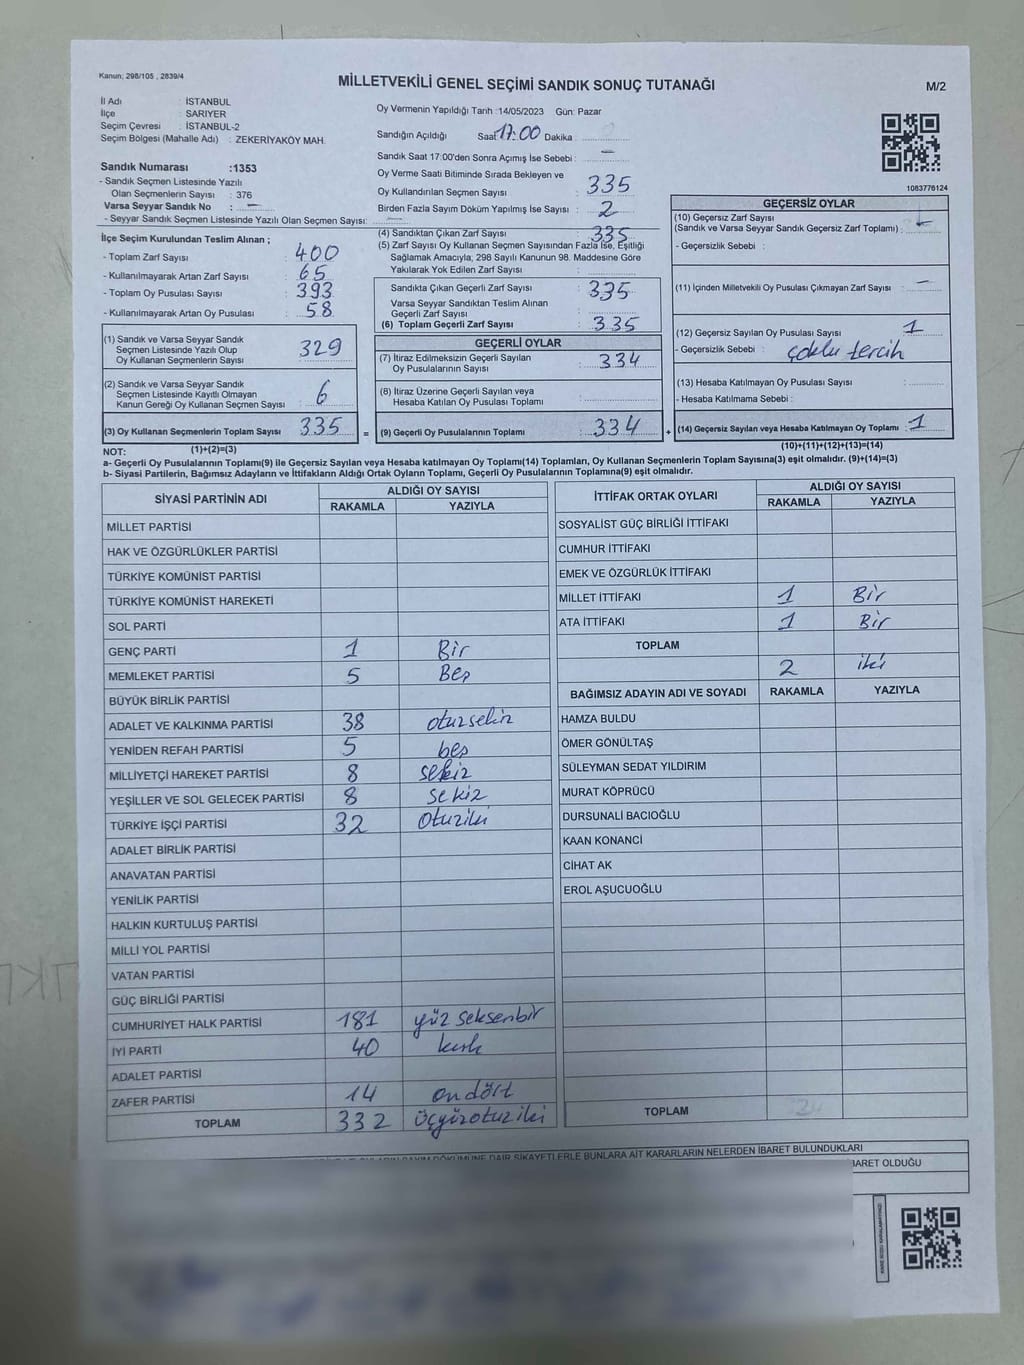 Kanun; 298/105 , 2839/4
MİLLETVEKİLİ GENEL SEÇİMİ SANDIK SONUÇ TUTANAĞI
M/2
İl Adı : İSTANBUL
İlçe : SARIYER
Seçim Çevresi : İSTANBUL-2
Seçim Bölgesi (Mahalle Adı) : ZEKERİYAKÖY MAH.
Sandık Numarası :1353
- Sandık Seçmen Listesinde Yazılı
Olan Seçmenlerin Sayısı : 376
Varsa Seyyar Sandık No : —
- Seyyar Sandık Seçmen Listesinde Yazılı Olan Seçmen Sayısı: —
Oy Vermenin Yapıldığı Tarih :14/05/2023 Gün: Pazar
Sandığın Açıldığı Saat 17:00 Dakika :
Sandık Saat 17:00'den Sonra Açımış İse Sebebi : —
Oy Verme Saati Bitiminde Sırada Bekleyen ve
Oy Kullandırılan Seçmen Sayısı : 335
Birden Fazla Sayım Döküm Yapılmış İse Sayısı : 2
1083776124
İlçe Seçim Kurulundan Teslim Alınan ;
- Toplam Zarf Sayısı : 400
- Kullanılmayarak Artan Zarf Sayısı : 65
- Toplam Oy Pusulası Sayısı : 393
- Kullanılmayarak Artan Oy Pusulası : 58
(4) Sandıktan Çıkan Zarf Sayısı : 335
(5) Zarf Sayısı Oy Kullanan Seçmen Sayısından Fazla İse, Eşitliği
Sağlamak Amacıyla; 298 Sayılı Kanunun 98. Maddesine Göre
Yakılarak Yok Edilen Zarf Sayısı :
Sandıkta Çıkan Geçerli Zarf Sayısı : 335
Varsa Seyyar Sandıktan Teslim Alınan
Geçerli Zarf Sayısı :
(6) Toplam Geçerli Zarf Sayısı : 335
GEÇERSİZ OYLAR
(10) Geçersiz Zarf Sayısı
(Sandık ve Varsa Seyyar Sandık Geçersiz Zarf Toplamı) :
- Geçersizlik Sebebi :
(11) İçinden Milletvekili Oy Pusulası Çıkmayan Zarf Sayısı : —
(12) Geçersiz Sayılan Oy Pusulası Sayısı : 1
- Geçersizlik Sebebi : çoklu tercih
(13) Hesaba Katılmayan Oy Pusulası Sayısı :
- Hesaba Katılmama Sebebi :
(14) Geçersiz Sayılan veya Hesaba Katılmayan Oy Toplamı : 1
(1) Sandık ve Varsa Seyyar Sandık
Seçmen Listesinde Yazılı Olup
Oy Kullanan Seçmenlerin Sayısı : 329
(2) Sandık ve Varsa Seyyar Sandık
Seçmen Listesinde Kayıtlı Olmayan
Kanun Gereği Oy Kullanan Seçmen Sayısı : 6
(3) Oy Kullanan Seçmenlerin Toplam Sayısı : 335 =
GEÇERLİ OYLAR
(7) İtiraz Edilmeksizin Geçerli Sayılan
Oy Pusulalarının Sayısı : 334
(8) İtiraz Üzerine Geçerli Sayılan veya
Hesaba Katılan Oy Pusulası Toplamı :
(9) Geçerli Oy Pusulalarının Toplamı : 334 +
NOT: (1)+(2)=(3)
(10)+(11)+(12)+(13)=(14)
a- Geçerli Oy Pusulalarının Toplamı(9) ile Geçersiz Sayılan veya Hesaba katılmayan Oy Toplamı(14) Toplamları, Oy Kullanan Seçmenlerin Toplam Sayısına(3) eşit olmalıdır. (9)+(14)=(3)
b- Siyasi Partilerin, Bağımsız Adayların ve İttifakların Aldığı Ortak Oyların Toplamı, Geçerli Oy Pusulalarının Toplamına(9) eşit olmalıdır.
SİYASİ PARTİNİN ADI ALDIĞI OY SAYISI
RAKAMLA YAZIYLA
MİLLET PARTİSİ
HAK VE ÖZGÜRLÜKLER PARTİSİ
TÜRKİYE KOMÜNİST PARTİSİ
TÜRKİYE KOMÜNİST HAREKETİ
SOL PARTİ
GENÇ PARTİ 1 Bir
MEMLEKET PARTİSİ 5 Beş
BÜYÜK BİRLİK PARTİSİ
ADALET VE KALKINMA PARTİSİ 38 otuzsekiz
YENİDEN REFAH PARTİSİ 5 beş
MİLLİYETÇİ HAREKET PARTİSİ 8 sekiz
YEŞİLLER VE SOL GELECEK PARTİSİ 8 sekiz
TÜRKİYE İŞÇİ PARTİSİ 32 Otuziki
ADALET BİRLİK PARTİSİ
ANAVATAN PARTİSİ
YENİLİK PARTİSİ
HALKIN KURTULUŞ PARTİSİ
MİLLİ YOL PARTİSİ
VATAN PARTİSİ
GÜÇ BİRLİĞİ PARTİSİ
CUMHURİYET HALK PARTİSİ 181 yüz seksenbir
İYİ PARTİ 40 kırk
ADALET PARTİSİ
ZAFER PARTİSİ 14 on dört
TOPLAM 332 üçyüzotuz iki
İTTİFAK ORTAK OYLARI ALDIĞI OY SAYISI
RAKAMLA YAZIYLA
SOSYALİST GÜÇ BİRLİĞİ İTTİFAKI
CUMHUR İTTİFAKI
EMEK VE ÖZGÜRLÜK İTTİFAKI
MİLLET İTTİFAKI 1 Bir
ATA İTTİFAKI 1 Bir
TOPLAM
2 iki
BAĞIMSIZ ADAYIN ADI VE SOYADI RAKAMLA YAZIYLA
HAMZA BULDU
ÖMER GÖNÜLTAŞ
SÜLEYMAN SEDAT YILDIRIM
MURAT KÖPRÜCÜ
DURSUNALİ BACIOĞLU
KAAN KONANCİ
CİHAT AK
EROL AŞUCUOĞLU
TOPLAM
SAYIM DÖKÜMÜNE DAİR ŞİKAYETLERLE BUNLARA AİT KARARLARIN NELERDEN İBARET BULUNDUKLARI
İBARET OLDUĞU